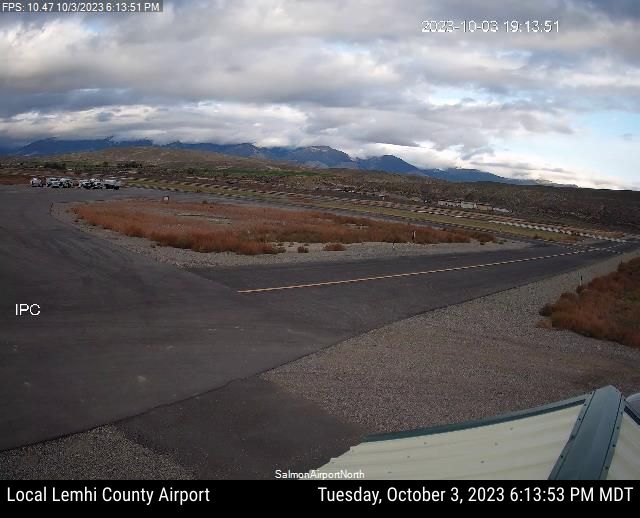 FPS: 10.47 10/3/2023 6:13:51 PM
2023-10-03 19:13:51
IPC
SalmonAirportNorth
Local Lemhi County Airport
Tuesday, October 3, 2023 6:13:53 PM MDT